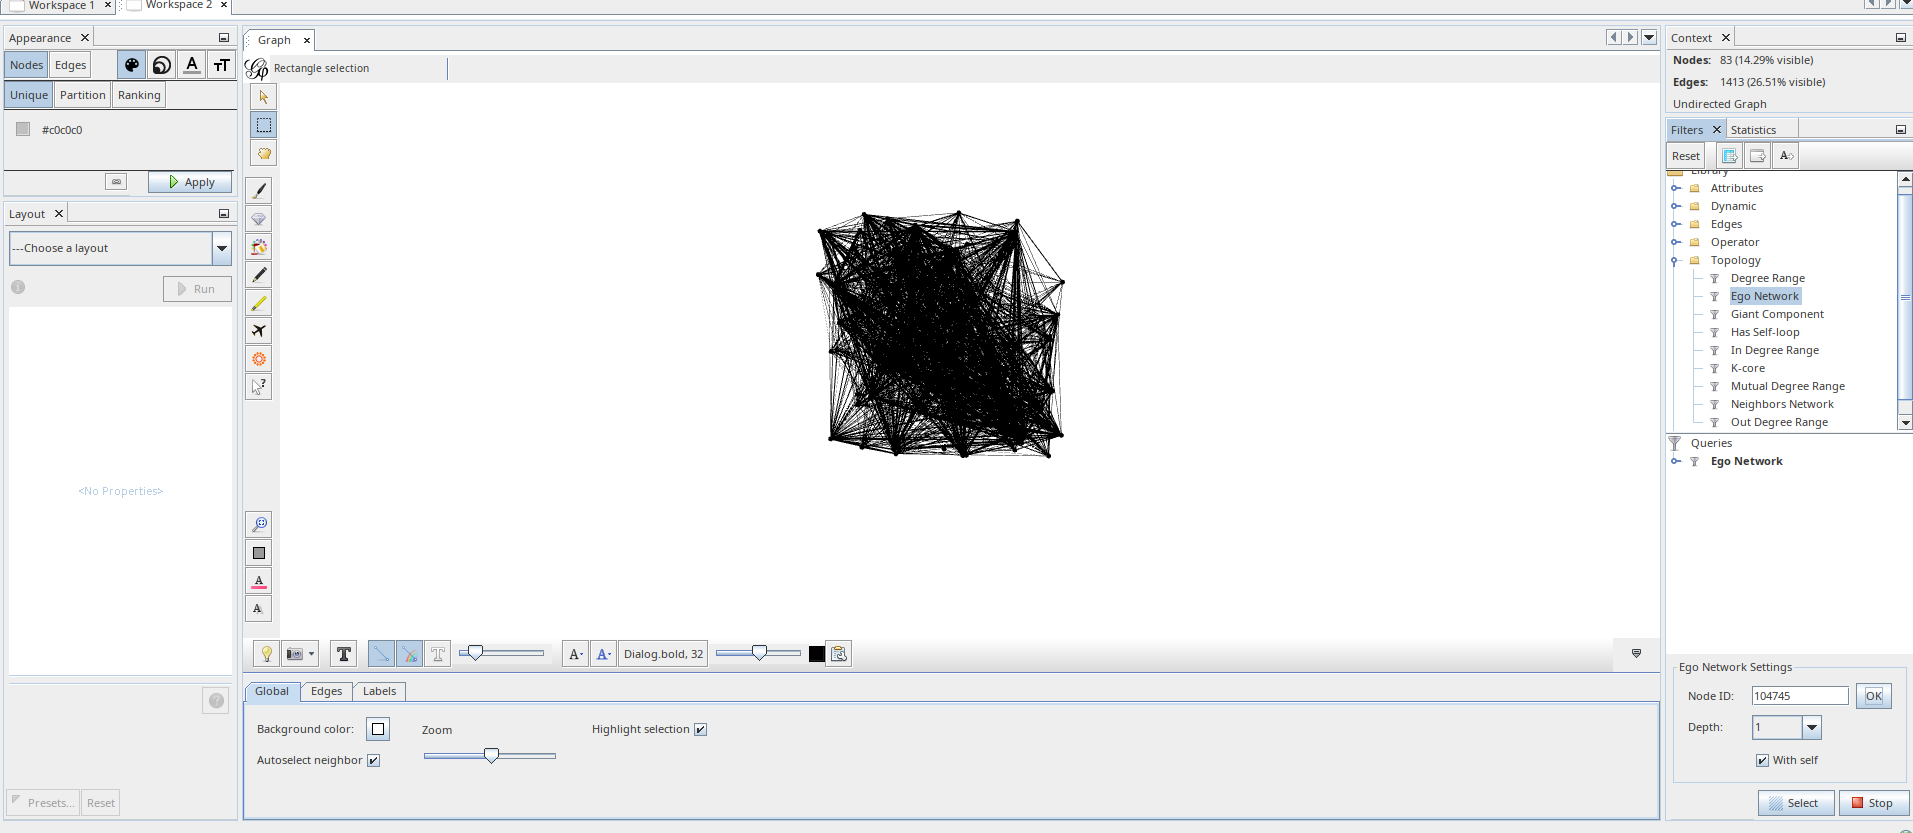 Workspace 1 × Workspace 2 ×
Appearance ×
Nodes Edges A TT
Unique Partition Ranking
#c0c0c0
Apply
Layout ×
---Choose a layout
Run
<No Properties>
Presets... Reset
Graph ×
Rectangle selection
A
A
T T A- A- Dialog.bold, 32
Global Edges Labels
Background color: Zoom Highlight selection
Autoselect neighbor
Context ×
Nodes: 83 (14.29% visible)
Edges: 1413 (26.51% visible)
Undirected Graph
Filters × Statistics
Reset
Library
Attributes
Dynamic
Edges
Operator
Topology
Degree Range
Ego Network
Giant Component
Has Self-loop
In Degree Range
K-core
Mutual Degree Range
Neighbors Network
Out Degree Range
Queries
Ego Network
Ego Network Settings
Node ID: 104745 OK
Depth: 1
With self
Select Stop